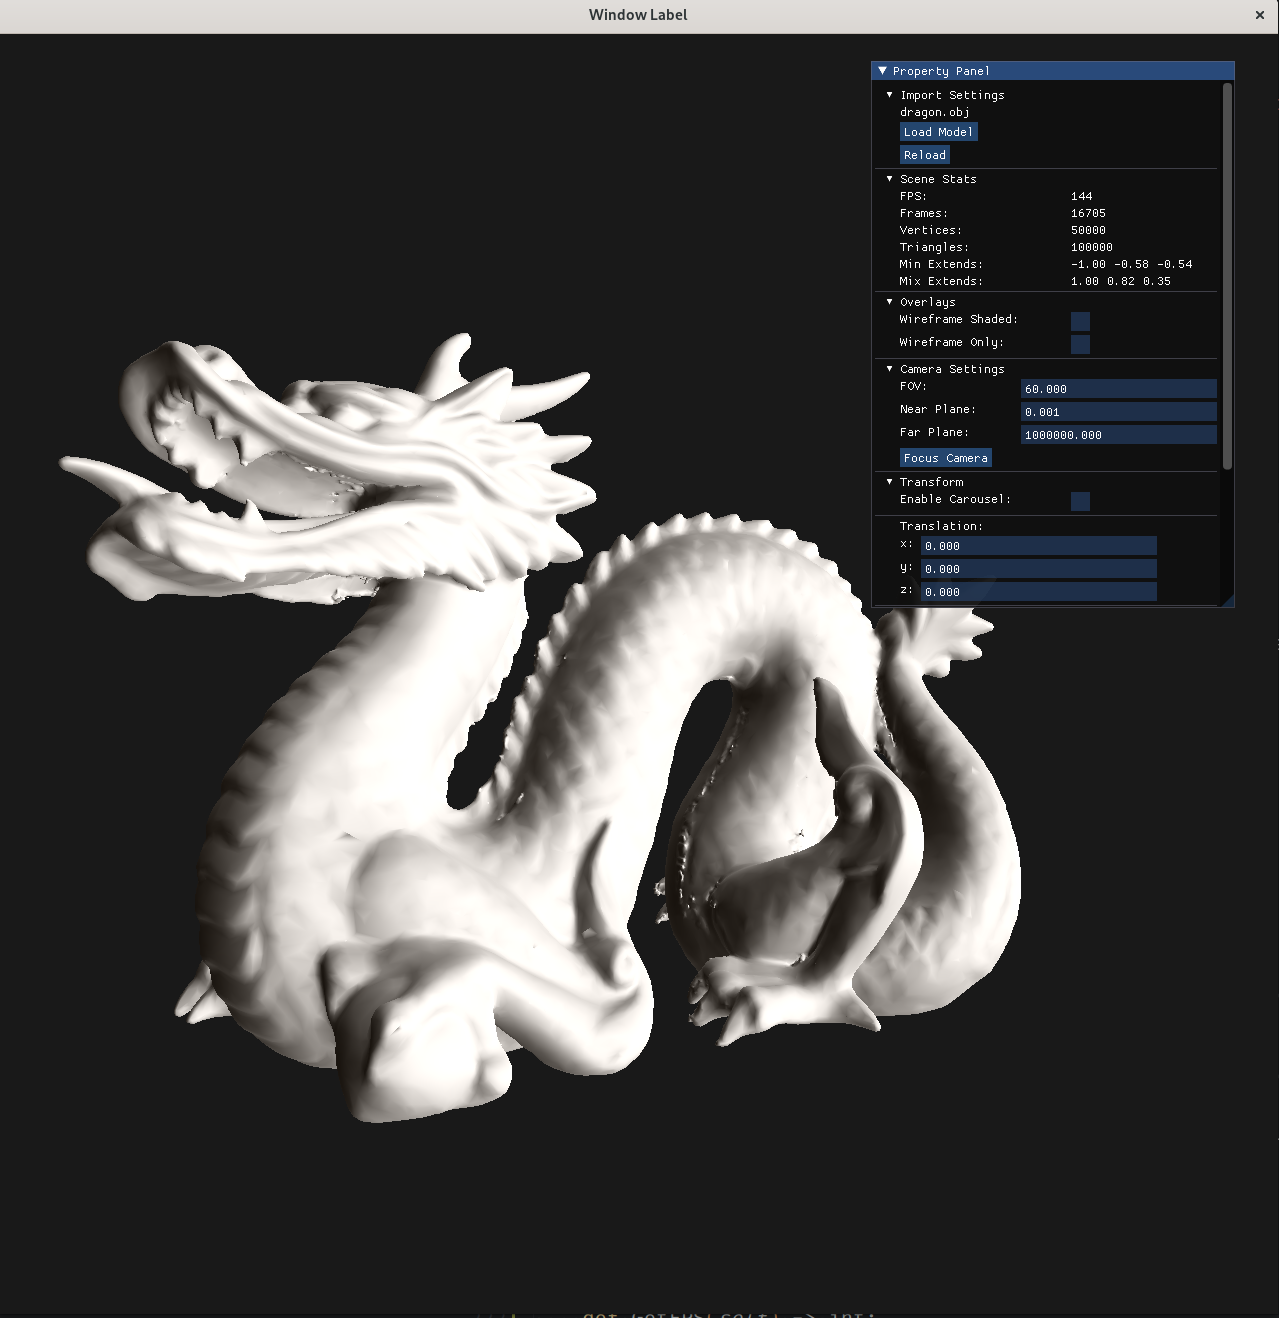 Window Label
Property Panel
Import Settings
dragon.obj
Load Model
Reload
Scene Stats
FPS: 144
Frames: 16705
Vertices: 50000
Triangles: 100000
Min Extends: -1.00 -0.58 -0.54
Mix Extends: 1.00 0.82 0.35
Overlays
Wireframe Shaded:
Wireframe Only:
Camera Settings
FOV: 60.000
Near Plane: 0.001
Far Plane: 1000000.000
Focus Camera
Transform
Enable Carousel:
Translation:
x: 0.000
y: 0.000
z: 0.000